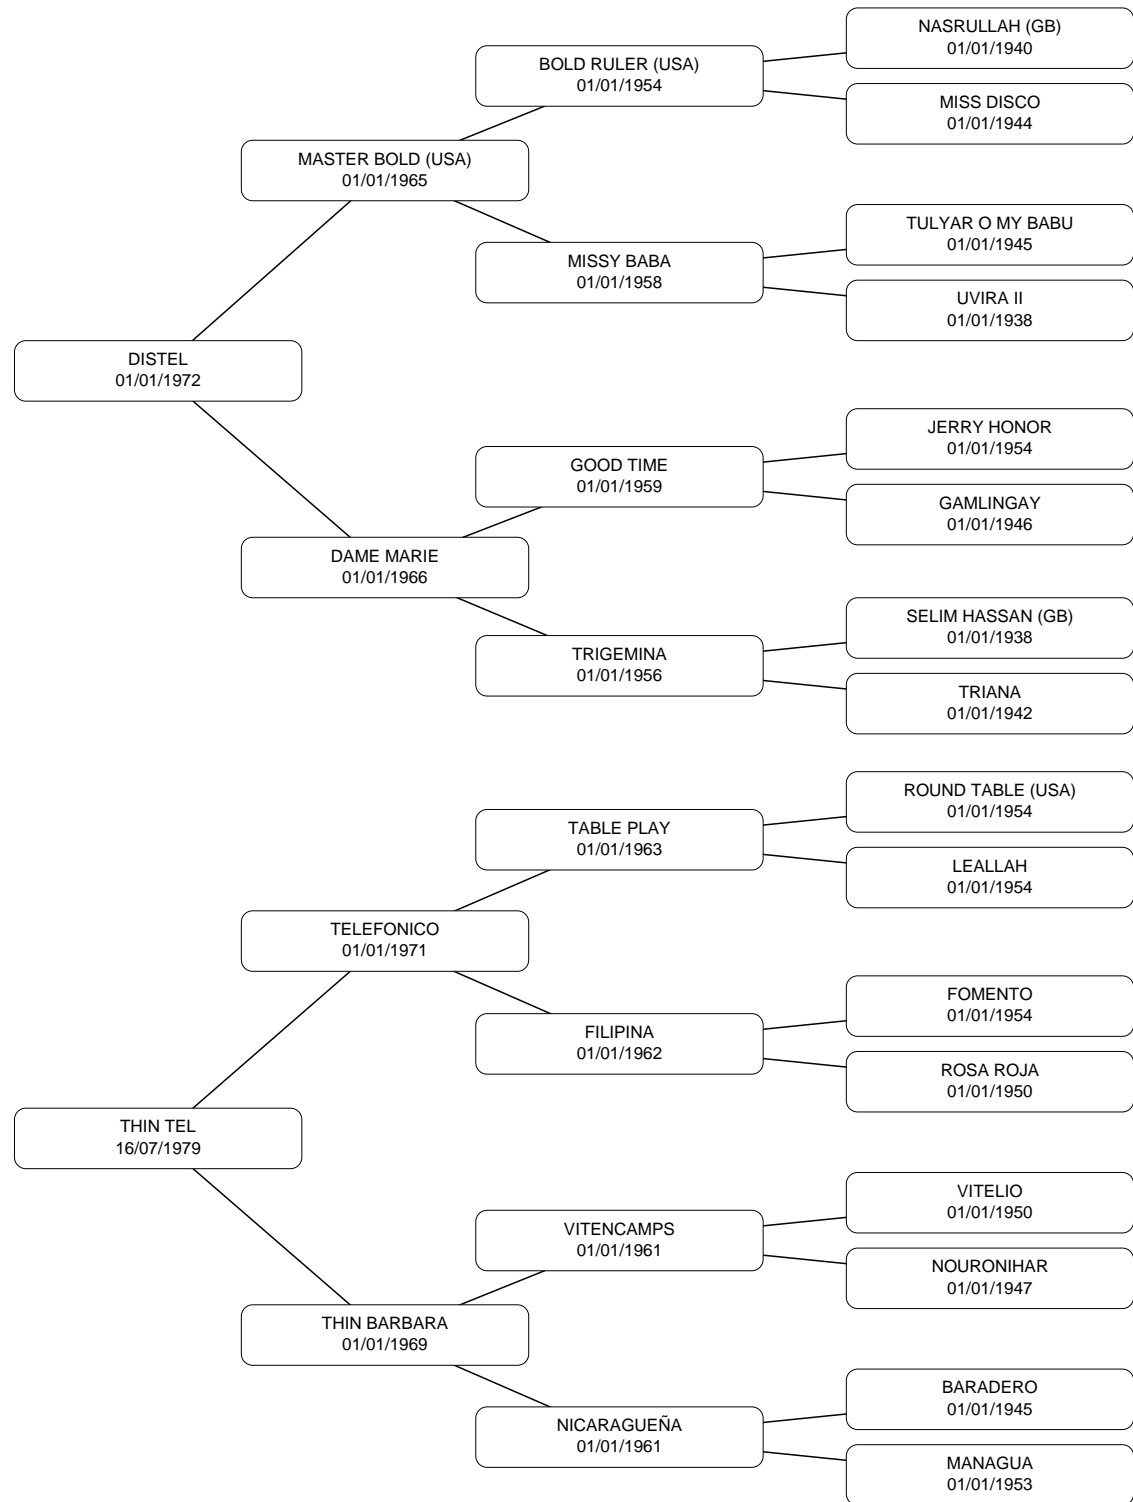 NASRULLAH (GB)
01/01/1940
BOLD RULER (USA)
01/01/1954
MISS DISCO
01/01/1944
MASTER BOLD (USA)
01/01/1965
TULYAR O MY BABU
01/01/1945
MISSY BABA
01/01/1958
UVIRA II
01/01/1938
DISTEL
01/01/1972
JERRY HONOR
01/01/1954
GOOD TIME
01/01/1959
GAMLINGAY
01/01/1946
DAME MARIE
01/01/1966
SELIM HASSAN (GB)
01/01/1938
TRIGEMINA
01/01/1956
TRIANA
01/01/1942
ROUND TABLE (USA)
01/01/1954
TABLE PLAY
01/01/1963
LEALLAH
01/01/1954
TELEFONICO
01/01/1971
FOMENTO
01/01/1954
FILIPINA
01/01/1962
ROSA ROJA
01/01/1950
THIN TEL
16/07/1979
VITELIO
01/01/1950
VITENCAMPS
01/01/1961
NOURONIHAR
01/01/1947
THIN BARBARA
01/01/1969
BARADERO
01/01/1945
NICARAGUEÑA
01/01/1961
MANAGUA
01/01/1953